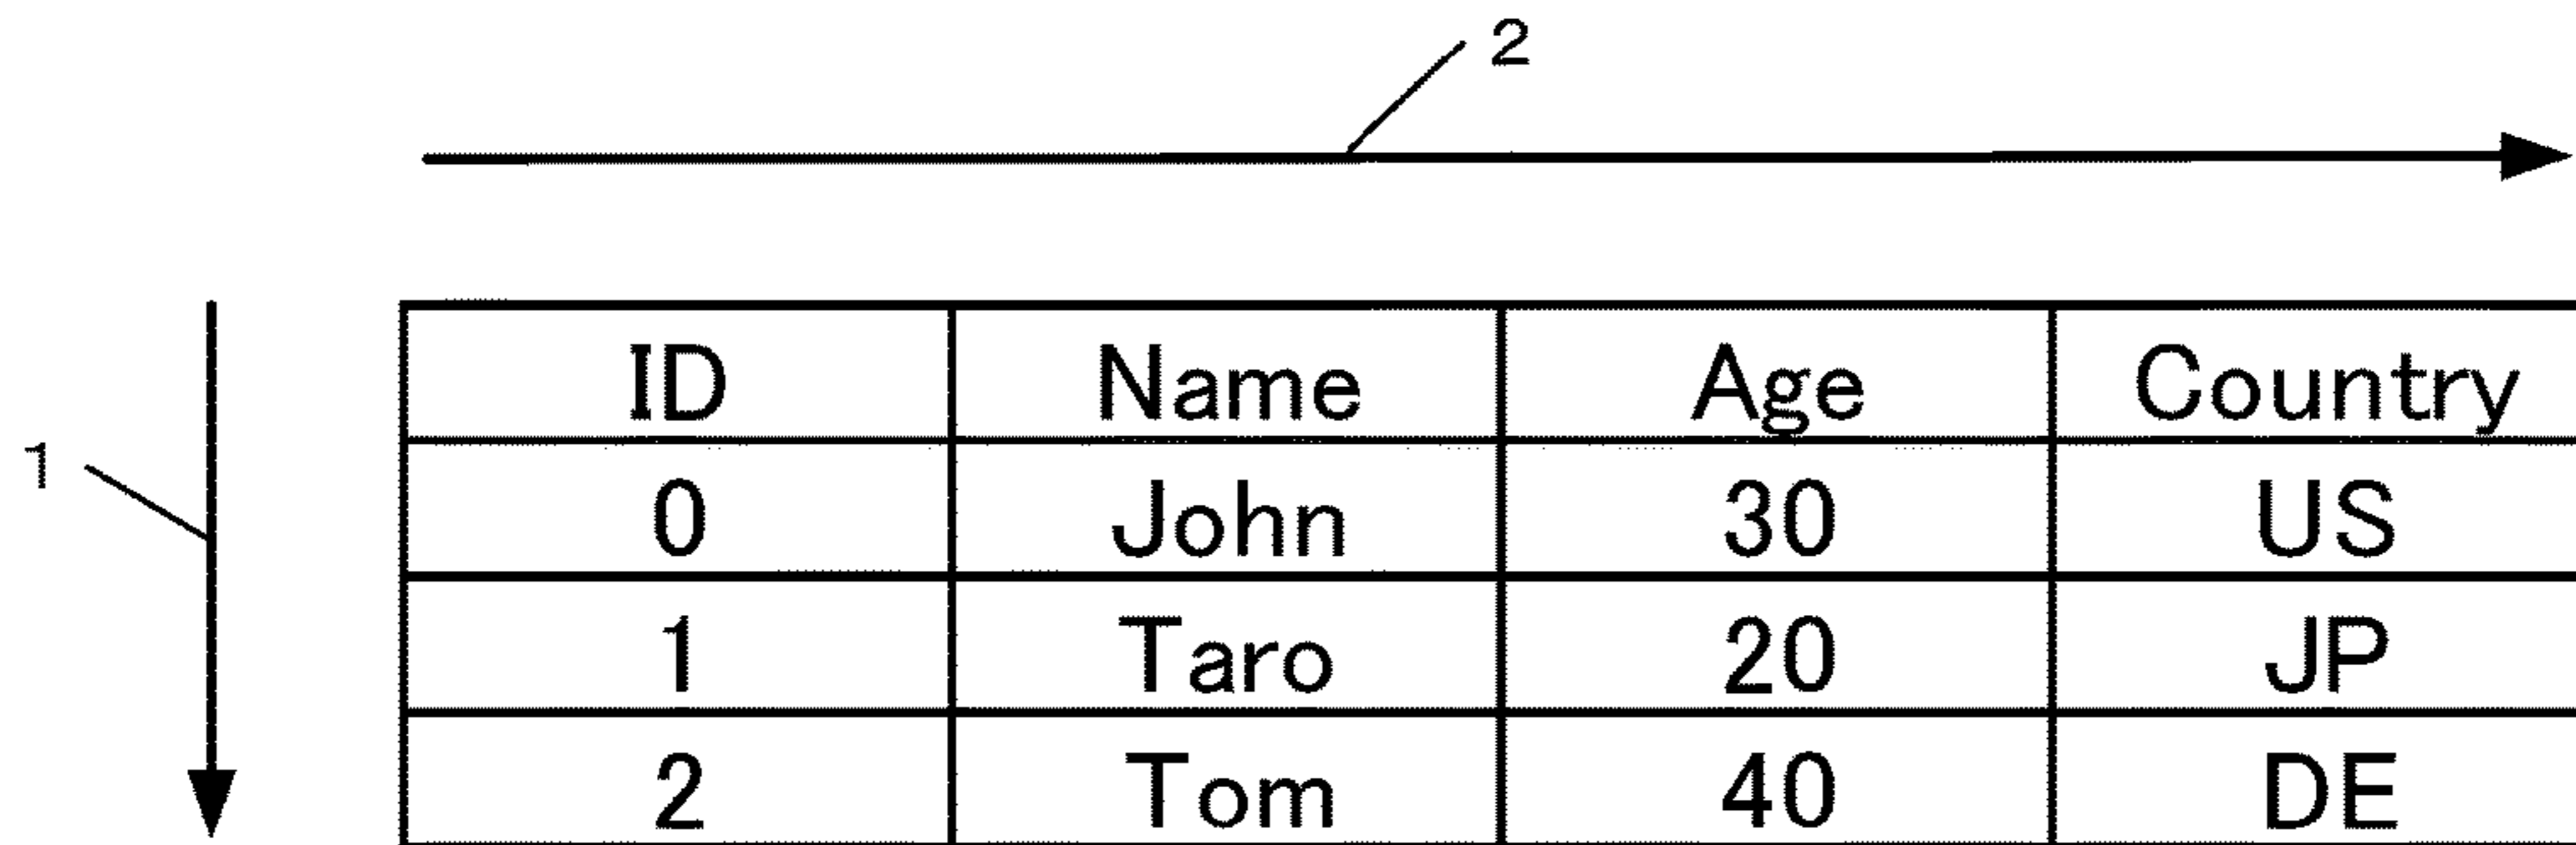 2
ID Name Age Country
1
0 John 30 US
1 Taro 20 JP
2 Tom 40 DE